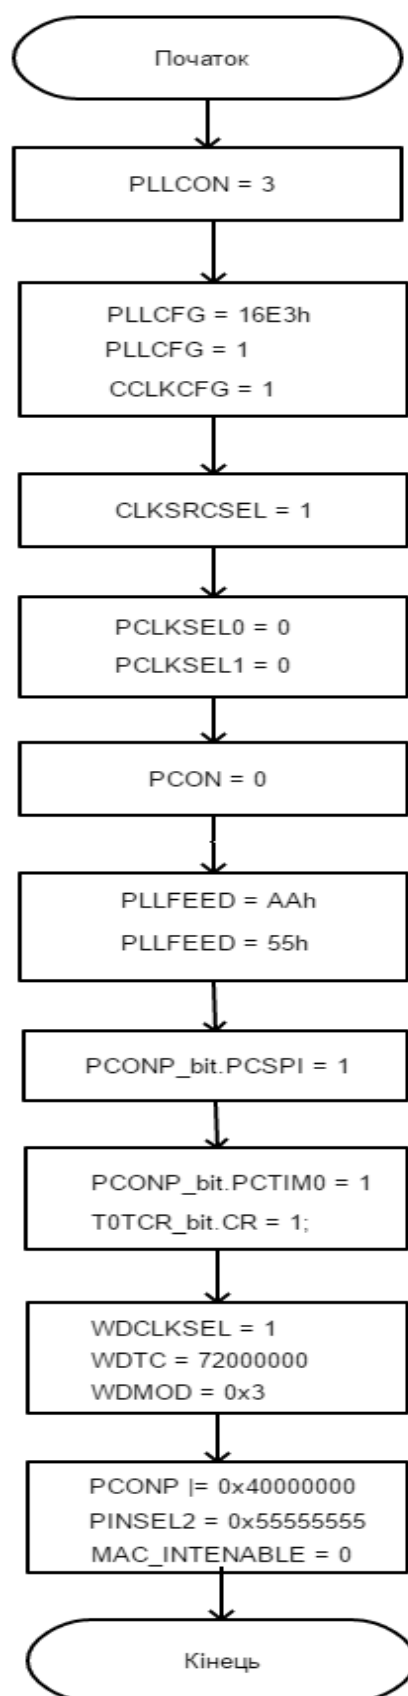 Початок
PLLCON = 3
PLLCFG = 16E3h
PLLCFG = 1
CCLKCFG = 1
CLKSRCSEL = 1
PCLKSEL0 = 0
PCLKSEL1 = 0
PCON = 0
PLLFEED = AAh
PLLFEED = 55h
PCONP_bit.PCSPI = 1
PCONP_bit.PCTIM0 = 1
T0TCR_bit.CR = 1;
WDCLKSEL = 1
WDTC = 72000000
WDMOD = 0x3
PCONP |= 0x40000000
PINSEL2 = 0x55555555
MAC_INTENABLE = 0
Кінець